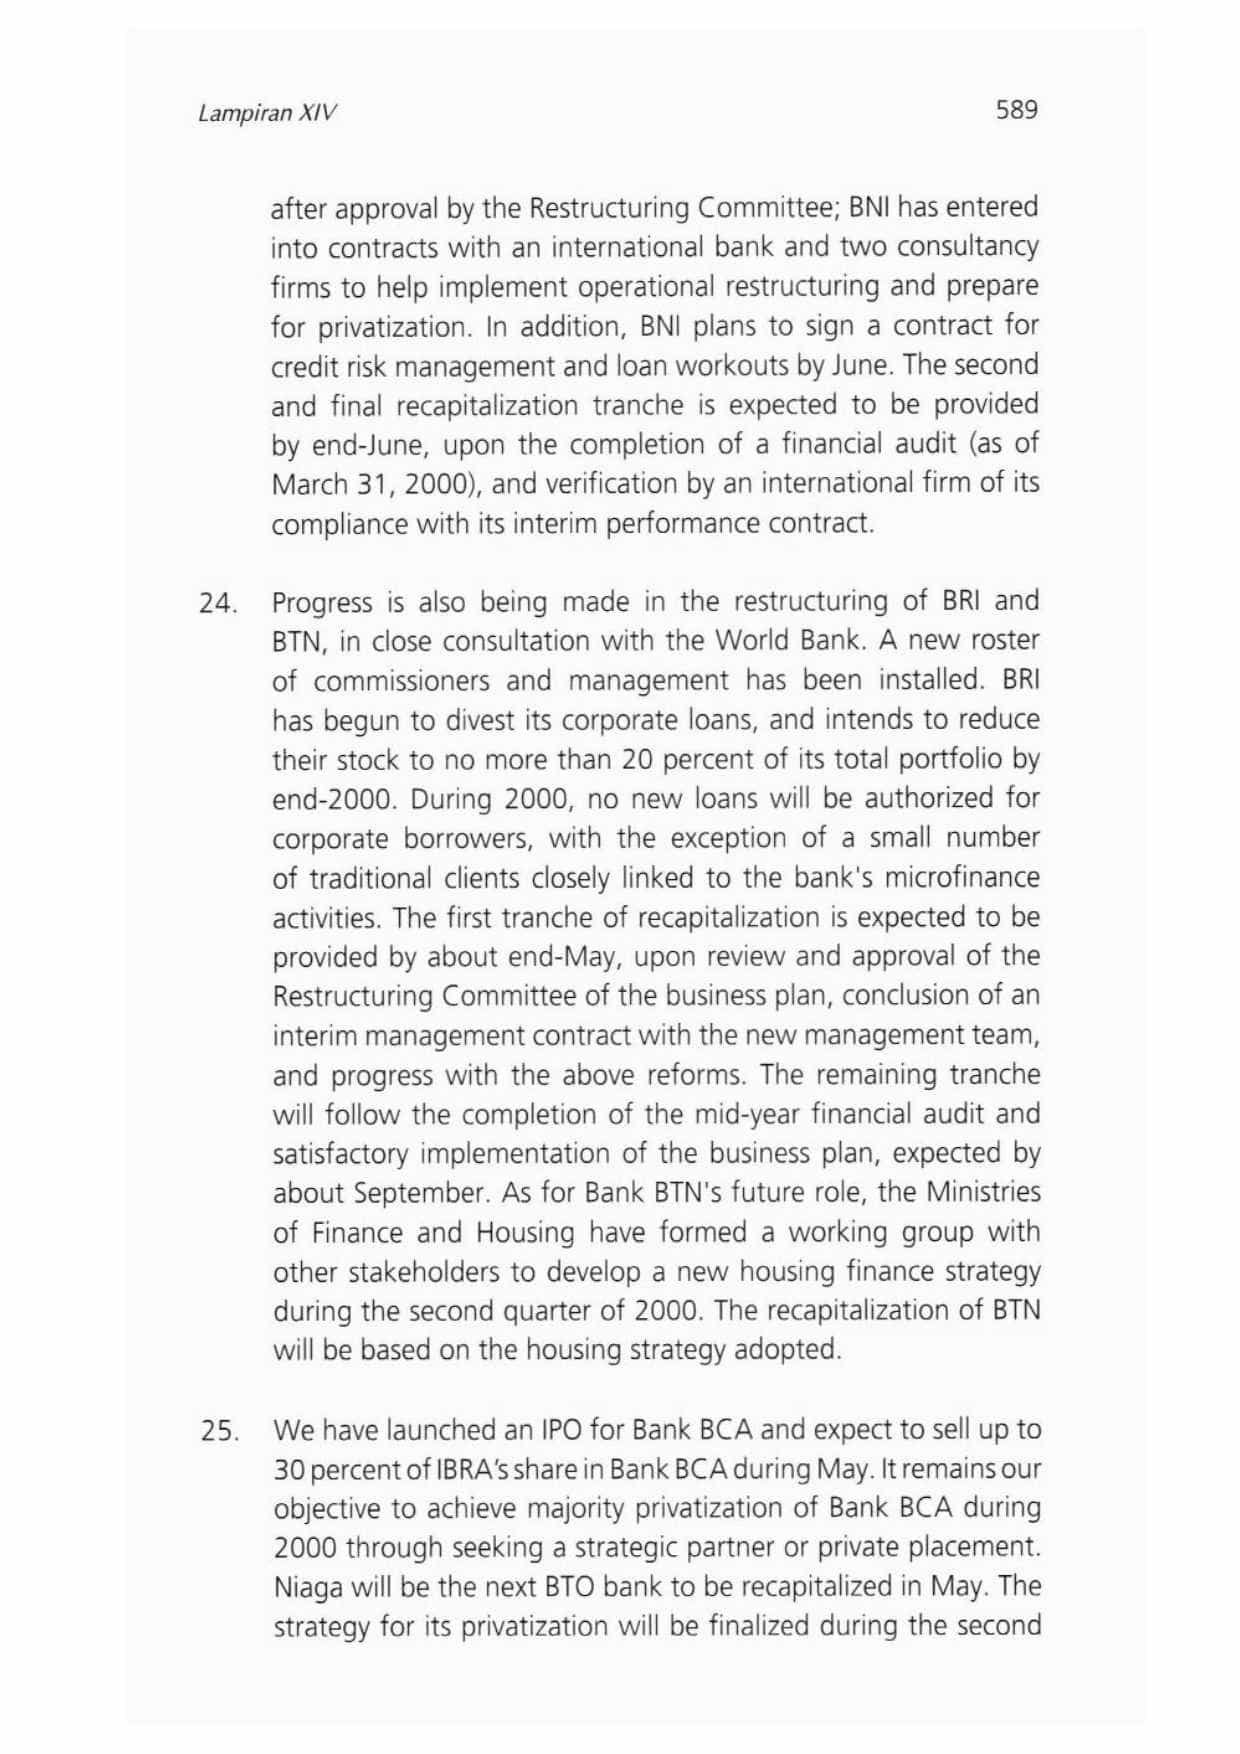 Lampiran XIV
589
after approval by the Restructuring Committee; BNI has entered
into contracts with an international bank and two consultancy
firms to help implement operational restructuring and prepare
for privatization. In addition, BNI plans to sign a contract for
credit risk management and loan workouts by June. The second
and final recapitalization tranche is expected to be provided
by end-June, upon the completion of a financial audit (as of
March 31, 2000), and verification by an international firm of its
compliance with its interim performance contract.
24. Progress is also being made in the restructuring of BRI and
BTN, in close consultation with the World Bank. A new roster
of commissioners and management has been installed. BRI
has begun to divest its corporate loans, and intends to reduce
their stock to no more than 20 percent of its total portfolio by
end-2000. During 2000, no new loans will be authorized for
corporate borrowers, with the exception of a small number
of traditional clients closely linked to the bank's microfinance
activities. The first tranche of recapitalization is expected to be
provided by about end-May, upon review and approval of the
Restructuring Committee of the business plan, conclusion of an
interim management contract with the new management team,
and progress with the above reforms. The remaining tranche
will follow the completion of the mid-year financial audit and
satisfactory implementation of the business plan, expected by
about September. As for Bank BTN's future role, the Ministries
of Finance and Housing have formed a working group with
other stakeholders to develop a new housing finance strategy
during the second quarter of 2000. The recapitalization of BTN
will be based on the housing strategy adopted.
25. We have launched an IPO for Bank BCA and expect to sell up to
30 percent of IBRA's share in Bank BCA during May. It remains our
objective to achieve majority privatization of Bank BCA during
2000 through seeking a strategic partner or private placement.
Niaga will be the next BTO bank to be recapitalized in May. The
strategy for its privatization will be finalized during the second